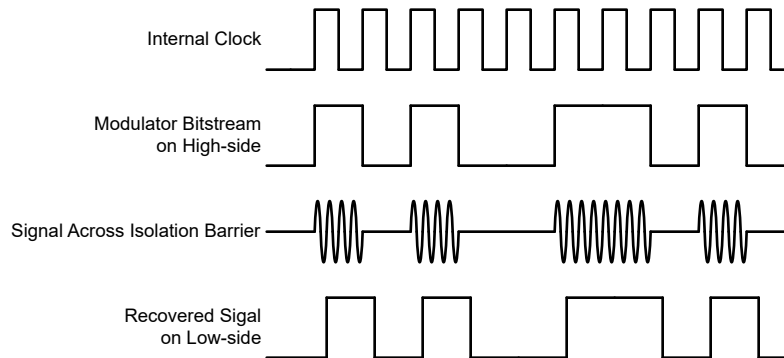 Internal Clock
Modulator Bitstream
on High-side
Signal Across Isolation Barrier
Recovered Sigal
on Low-side